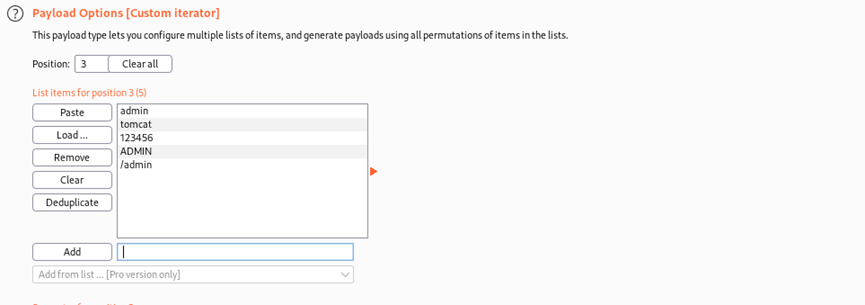 ? Payload Options [Custom iterator]
This payload type lets you configure multiple lists of items, and generate payloads using all permutations of items in the lists.
Position: 3 Clear all
List items for position 3 (5)
Paste
Load ...
Remove
Clear
Deduplicate
admin
tomcat
123456
ADMIN
/admin
Add
Add from list ... [Pro version only]